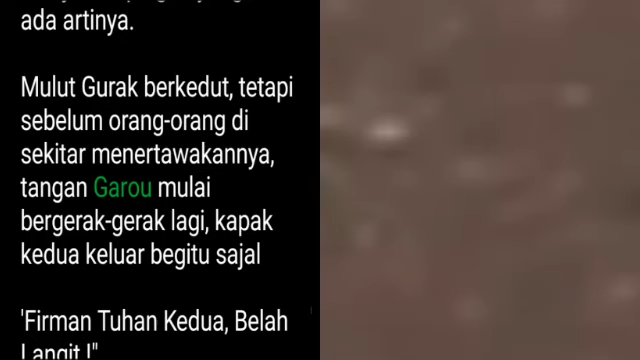 ada artinya.
Mulut Gurak berkedut, tetapi
sebelum orang-orang di
sekitar menertawakannya,
tangan Garou mulai
bergerak-gerak lagi, kapak
kedua keluar begitu sajal
'Firman Tuhan Kedua, Belah
Langit !"